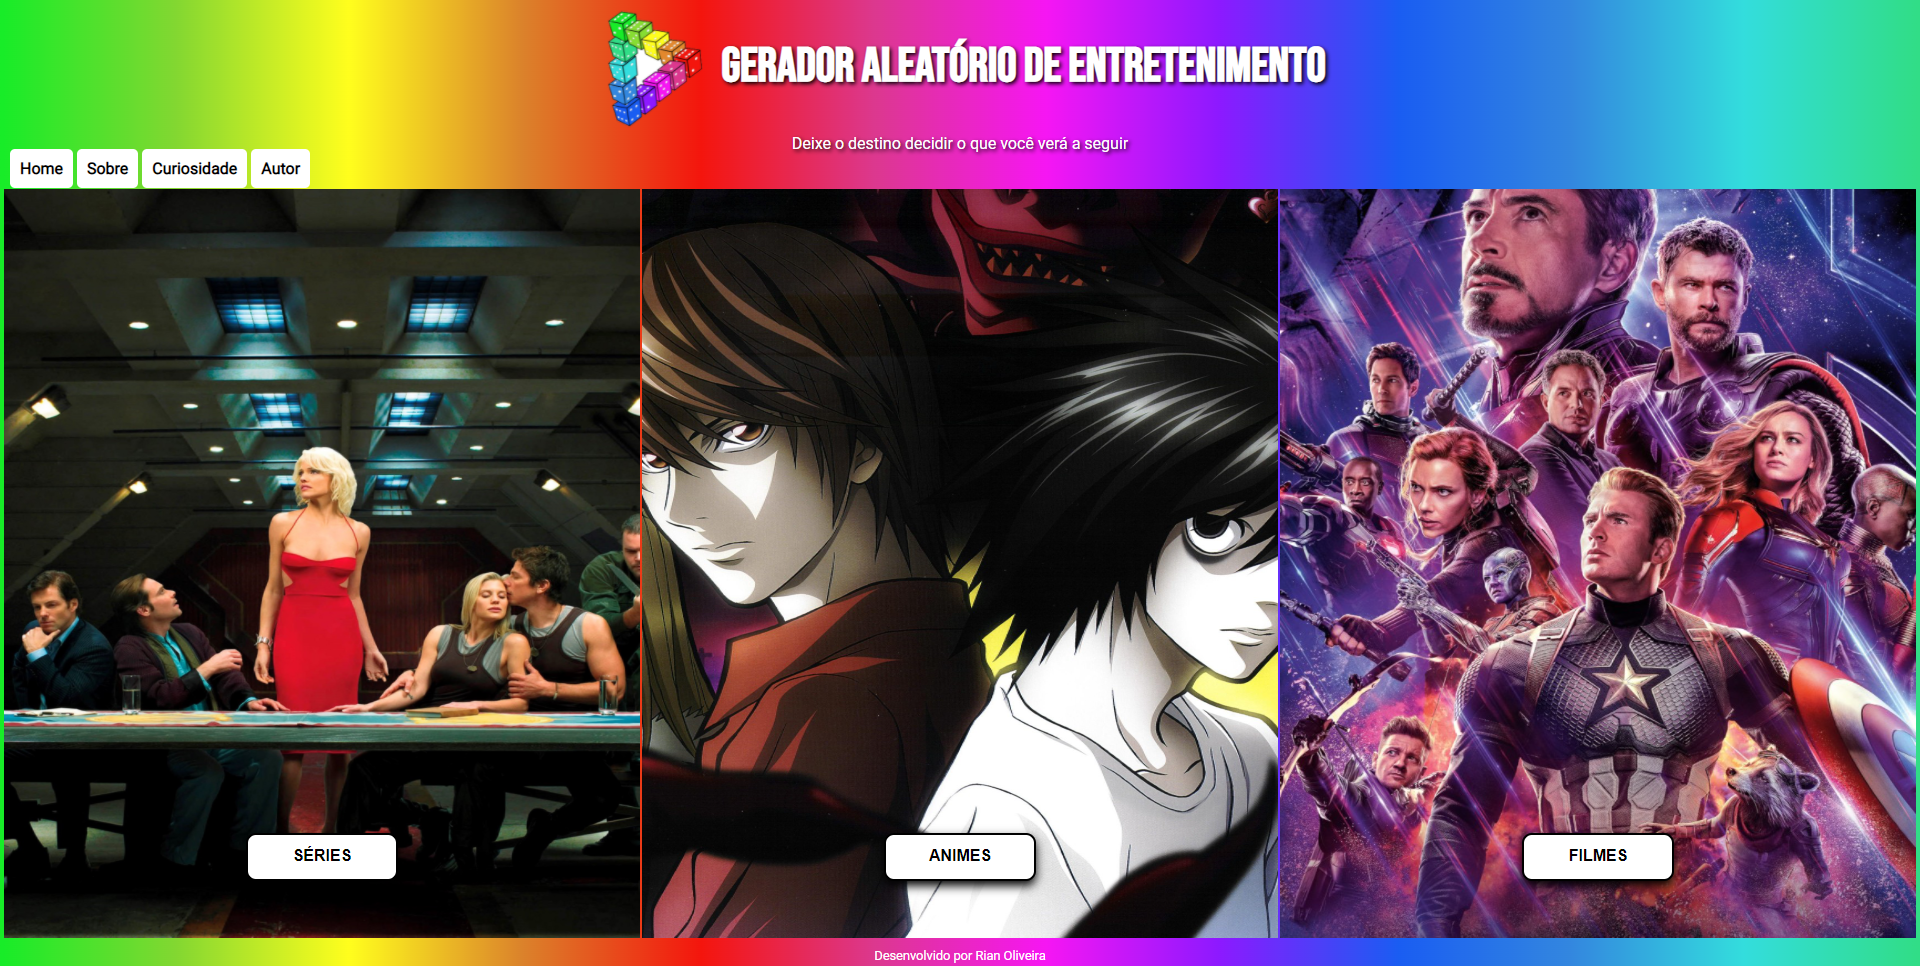 GERADOR ALEATÓRIO DE ENTRETENIMENTO
Deixe o destino decidir o que você verá a seguir
Home Sobre Curiosidade Autor
SÉRIES ANIMES FILMES
Desenvolvido por Rian Oliveira